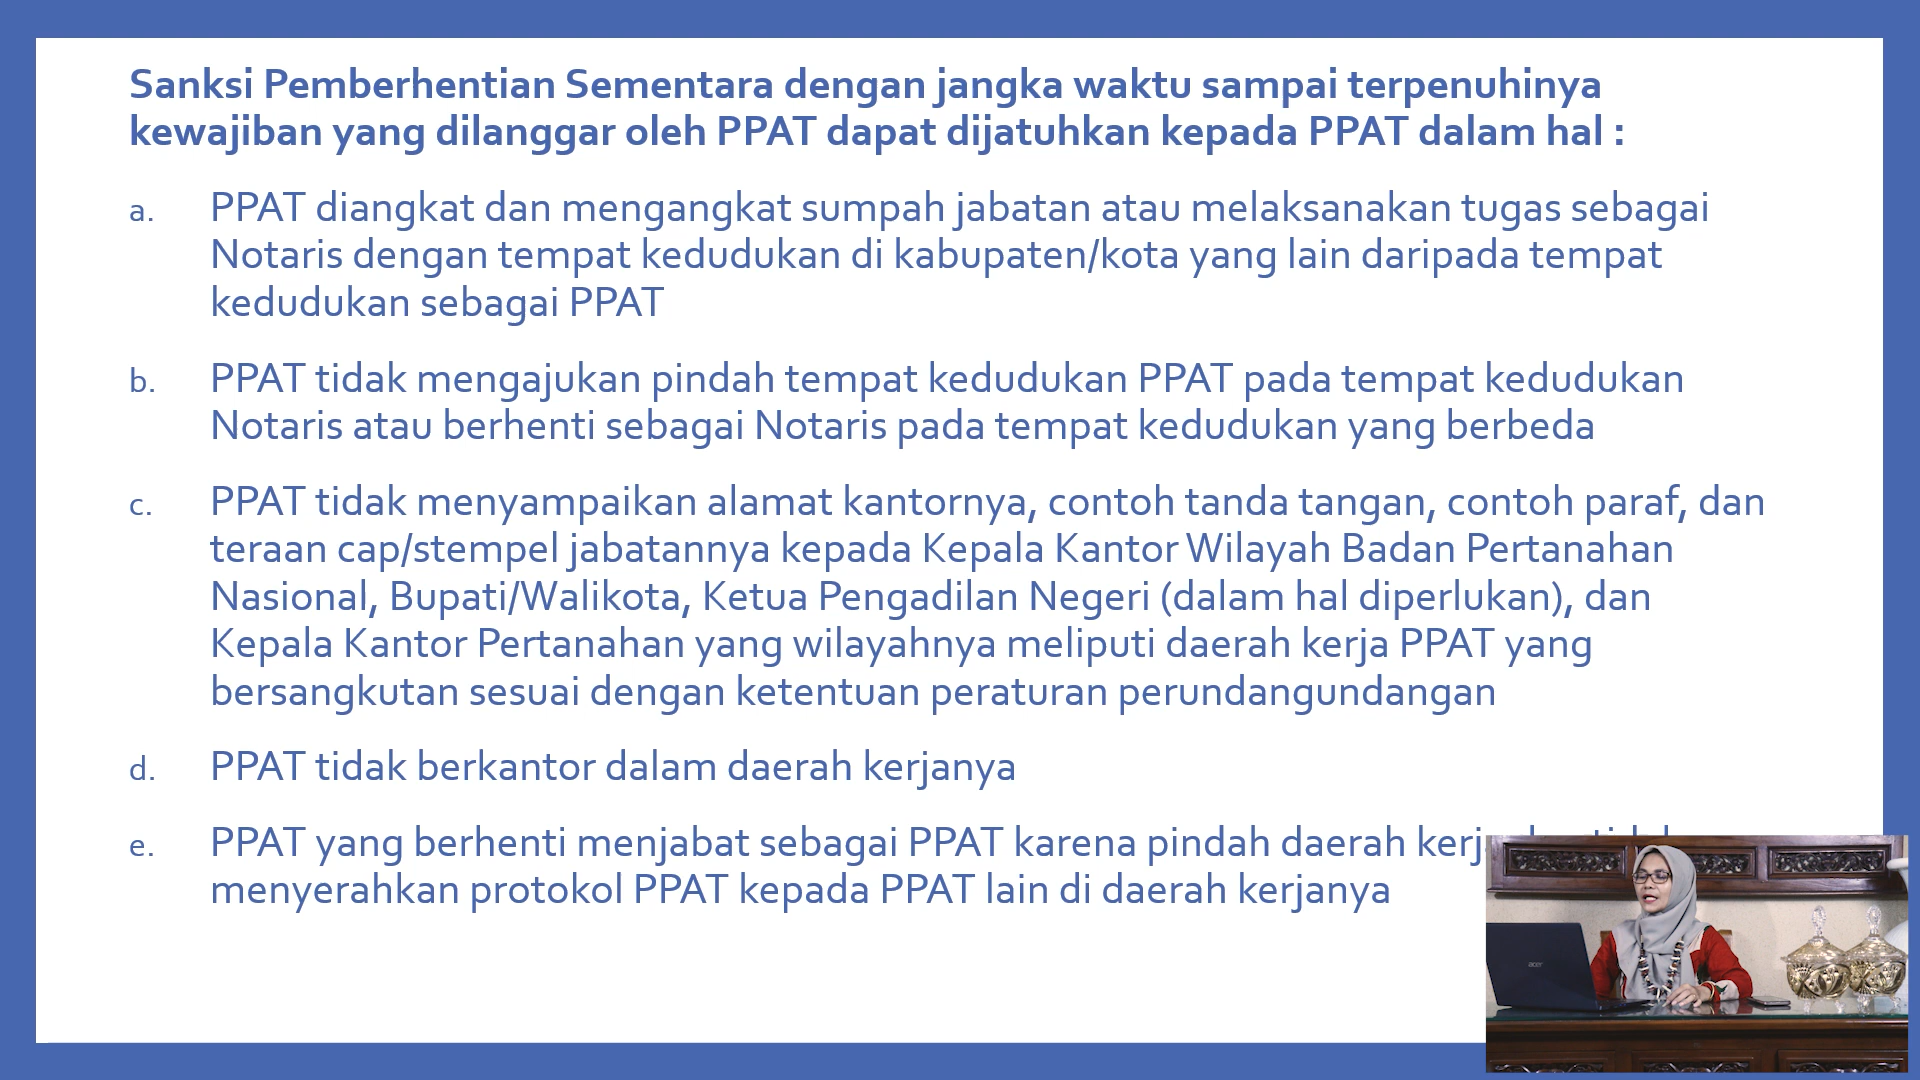 Sanksi Pemberhentian Sementara dengan jangka waktu sampai terpenuhinya
kewajiban yang dilanggar oleh PPAT dapat dijatuhkan kepada PPAT dalam hal :
a. PPAT diangkat dan mengangkat sumpah jabatan atau melaksanakan tugas sebagai
Notaris dengan tempat kedudukan di kabupaten/kota yang lain daripada tempat
kedudukan sebagai PPAT
b. PPAT tidak mengajukan pindah tempat kedudukan PPAT pada tempat kedudukan
Notaris atau berhenti sebagai Notaris pada tempat kedudukan yang berbeda
c. PPAT tidak menyampaikan alamat kantornya, contoh tanda tangan, contoh paraf, dan
teraan cap/stempel jabatannya kepada Kepala Kantor Wilayah Badan Pertanahan
Nasional, Bupati/Walikota, Ketua Pengadilan Negeri (dalam hal diperlukan), dan
Kepala Kantor Pertanahan yang wilayahnya meliputi daerah kerja PPAT yang
bersangkutan sesuai dengan ketentuan peraturan perundangundangan
d. PPAT tidak berkantor dalam daerah kerjanya
e. PPAT yang berhenti menjabat sebagai PPAT karena pindah daerah
menyerahkan protokol PPAT kepada PPAT lain di daerah kerjanya
acer